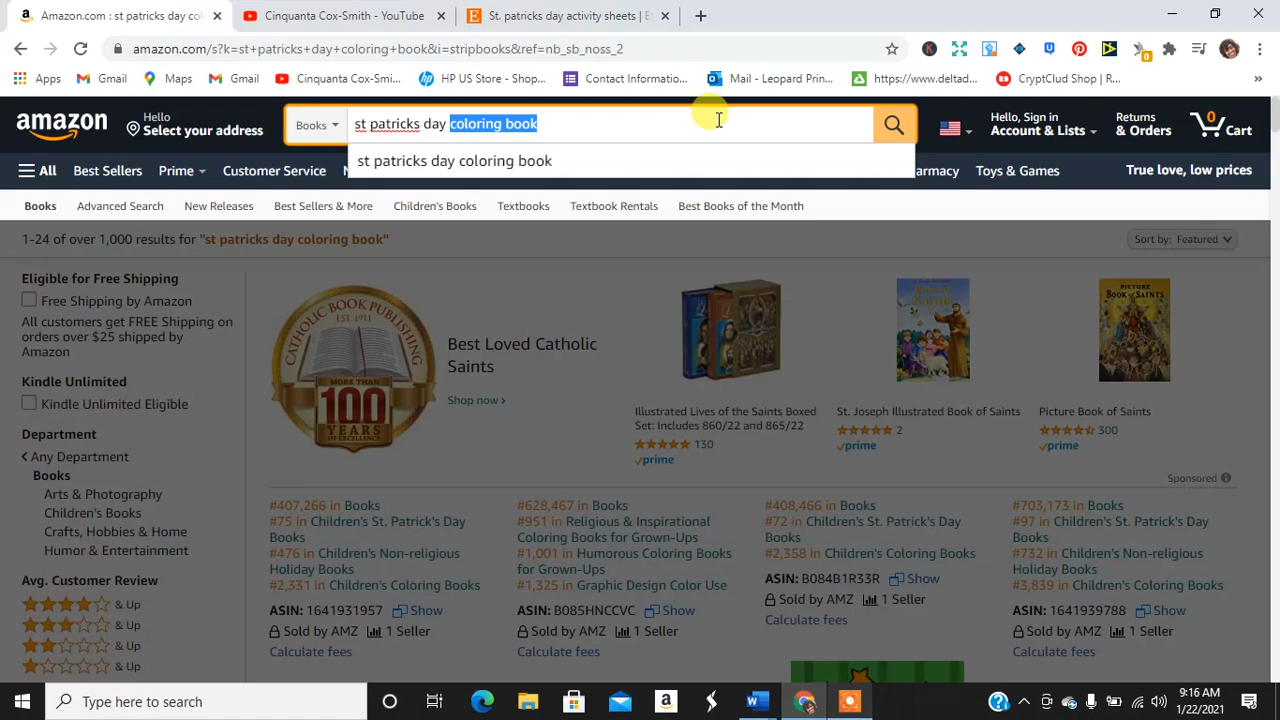 Amazon.com : st patricks day col
Cinquanta Cox-Smith - YouTube
St. patricks day activity sheets | E
amazon.com/s?k=st+patricks+day+coloring+book&i=stripbooks&ref=nb_sb_noss_2
Apps
Gmail
Maps
Gmail
Cinquanta Cox-Smi...
HP US Store - Shop...
Contact Informatio...
Mail - Leopard Prin...
https://www.deltad...
CryptClud Shop | R...
amazon
Hello
Select your address
Books
st patricks day coloring book
Hello, Sign in
Account & Lists
Returns
& Orders
0
Cart
st patricks day coloring book
All
Best Sellers
Prime
Customer Service
N
armacy
Toys & Games
True love, low prices
Books
Advanced Search
New Releases
Best Sellers & More
Children's Books
Textbooks
Textbook Rentals
Best Books of the Month
1-24 of over 1,000 results for "st patricks day coloring book"
Sort by: Featured
Eligible for Free Shipping
Free Shipping by Amazon
All customers get FREE Shipping on
orders over $25 shipped by
Amazon
Kindle Unlimited
Kindle Unlimited Eligible
Department
Any Department
Books
Arts & Photography
Children's Books
Crafts, Hobbies & Home
Humor & Entertainment
Avg. Customer Review
& Up
& Up
& Up
& Up
CATHOLIC BOOK PUBLISHING
EST. 1911
MORE THAN
100
YEARS
OF EXCELLENCE
Best Loved Catholic
Saints
Shop now
Illustrated Lives of the Saints Boxed
Set: Includes 860/22 and 865/22
130
prime
BOOK OF SAINTS
St. Joseph Illustrated Book of Saints
2
prime
PICTURE
BOOK OF SAINTS
Picture Book of Saints
300
prime
Sponsored
#407,266 in Books
#75 in Children's St. Patrick's Day
Books
#476 in Children's Non-religious
Holiday Books
#2,331 in Children's Coloring Books
ASIN: 1641931957 Show
Sold by AMZ 1 Seller
Calculate fees
#628,467 in Books
#951 in Religious & Inspirational
Coloring Books for Grown-Ups
#1,001 in Humorous Coloring Books
for Grown-Ups
#1,325 in Graphic Design Color Use
ASIN: B085HNCCVC Show
Sold by AMZ 1 Seller
Calculate fees
#408,466 in Books
#72 in Children's St. Patrick's Day
Books
#2,358 in Children's Coloring Books
ASIN: B084B1R33R Show
Sold by AMZ 1 Seller
Calculate fees
#703,173 in Books
#97 in Children's St. Patrick's Day
Books
#732 in Children's Non-religious
Holiday Books
#3,839 in Children's Coloring Books
ASIN: 1641939788 Show
Sold by AMZ 1 Seller
Calculate fees
Type here to search
9:16 AM
1/22/2021